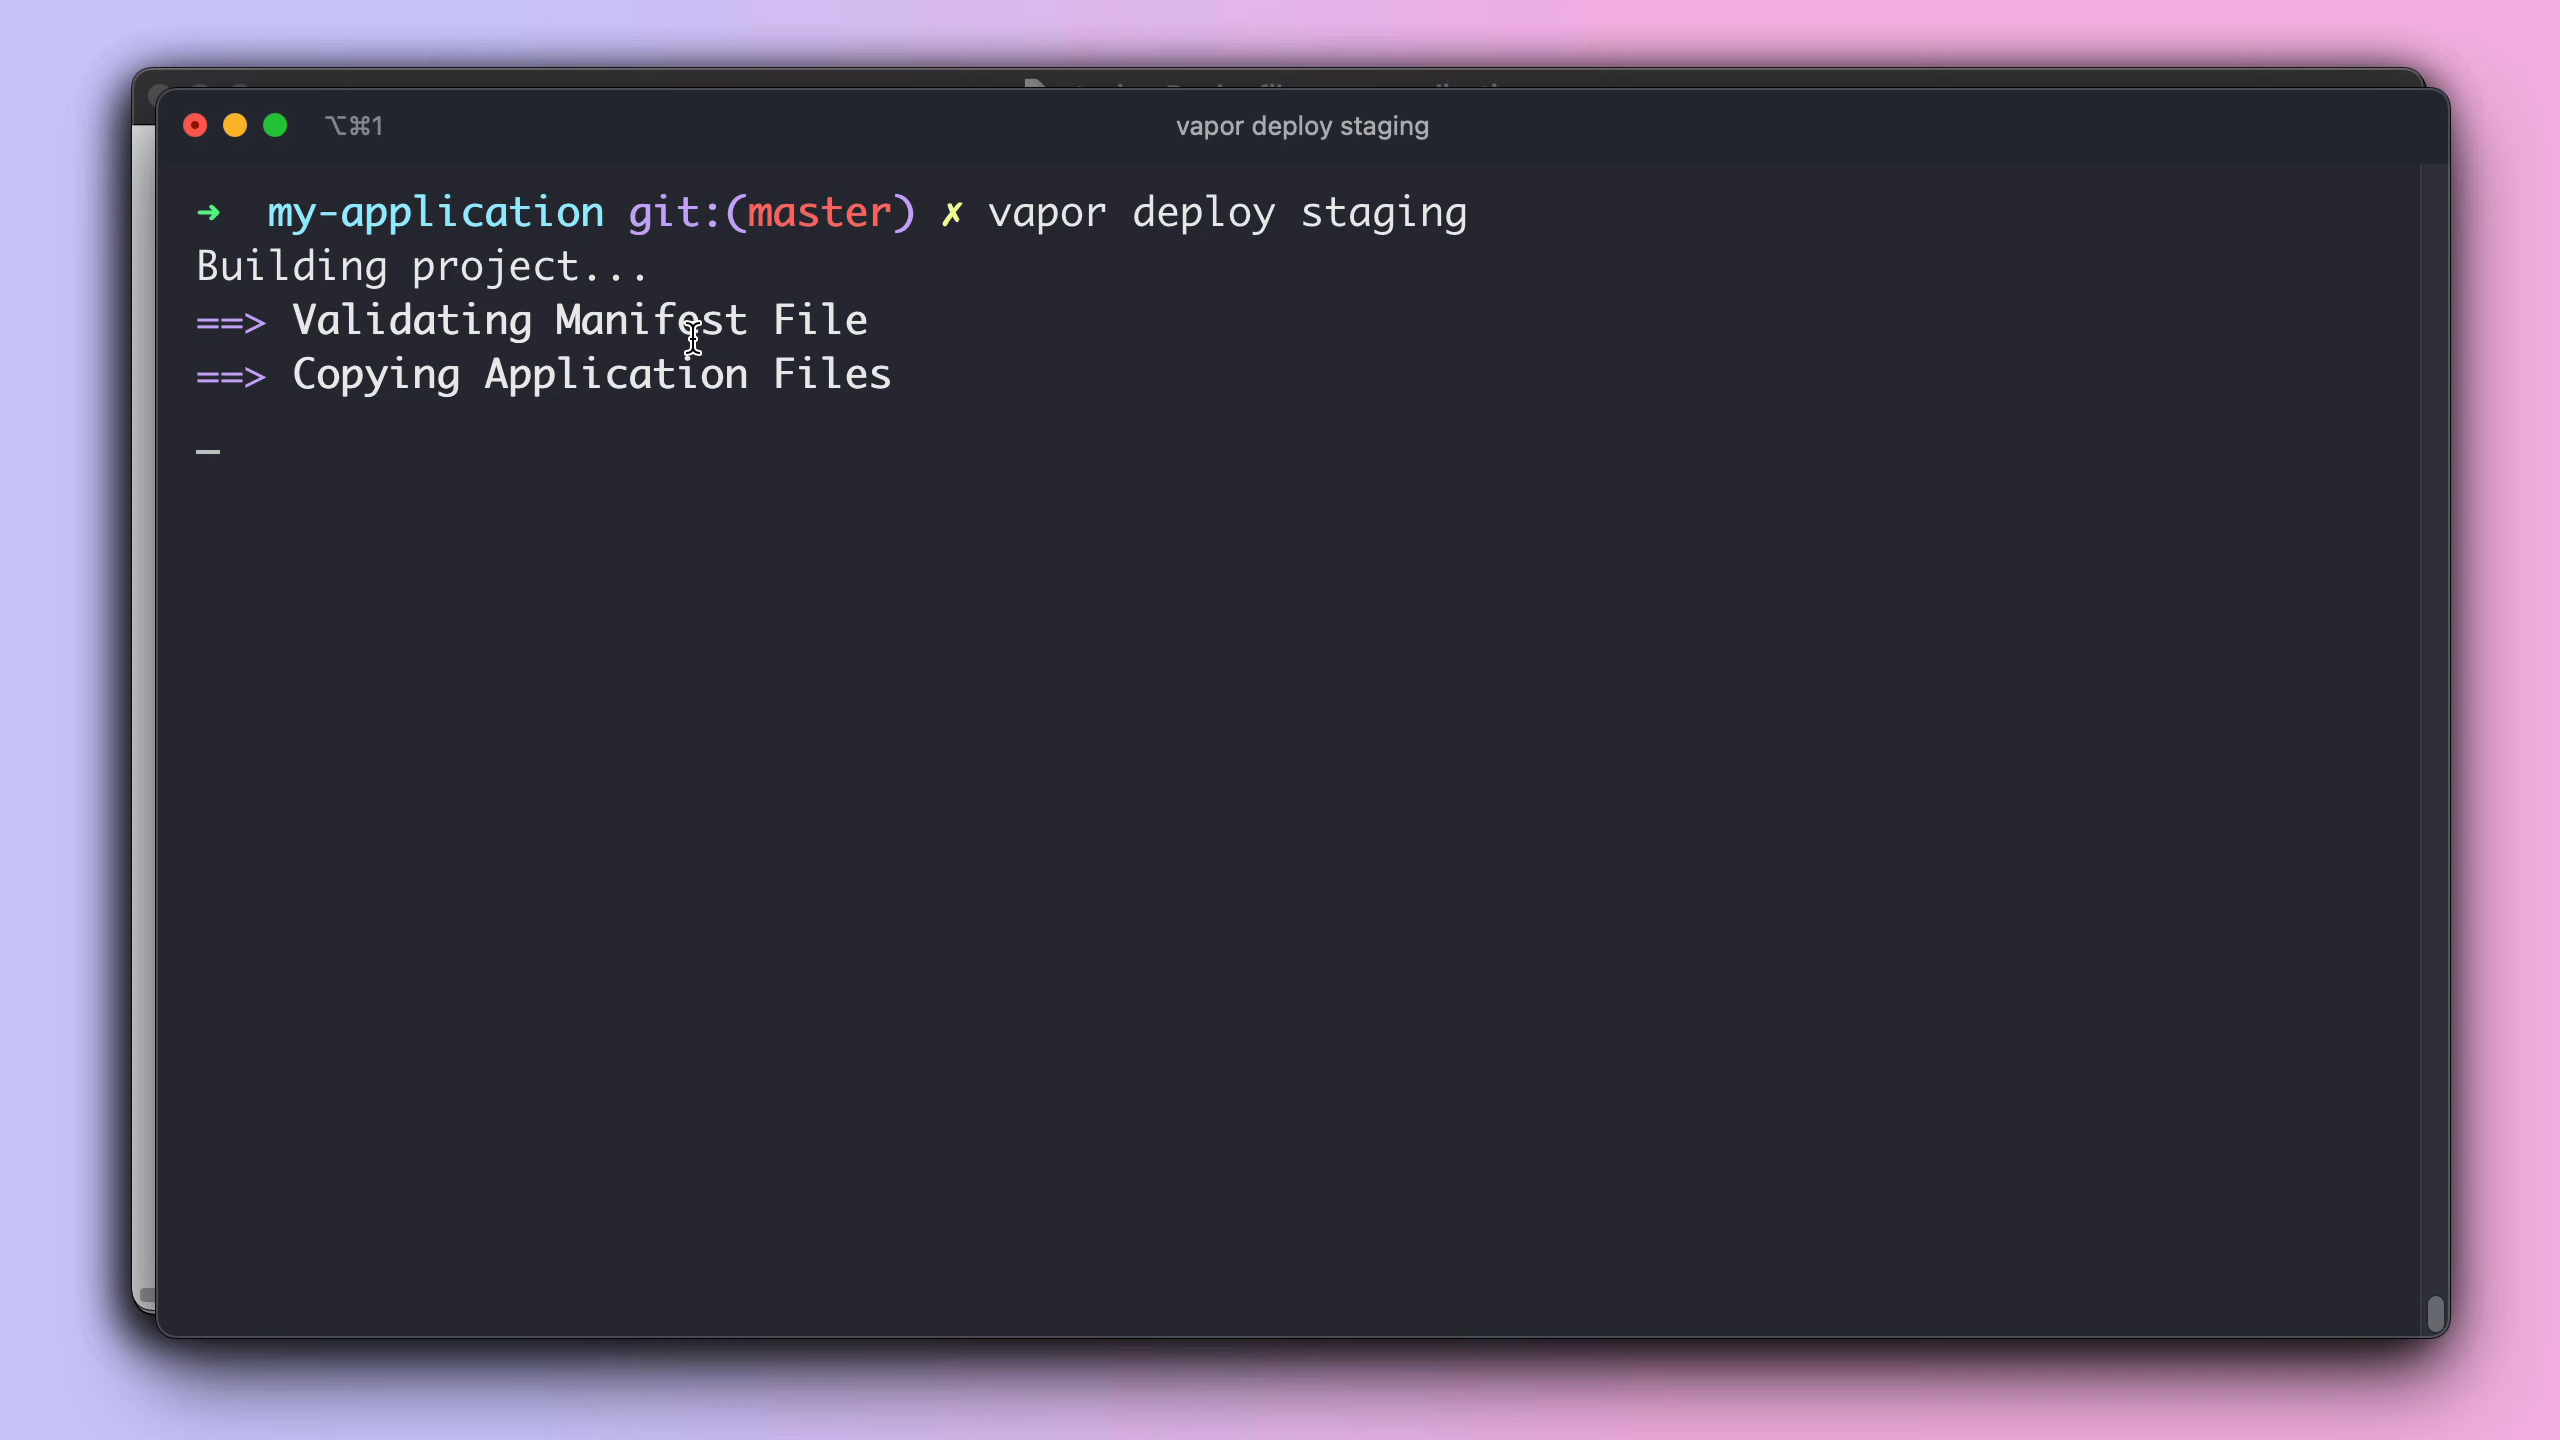 ⌥⌘1
vapor deploy staging
➜ my-application git:(master) ✗ vapor deploy staging
Building project...
==> Validating Manifest File
==> Copying Application Files